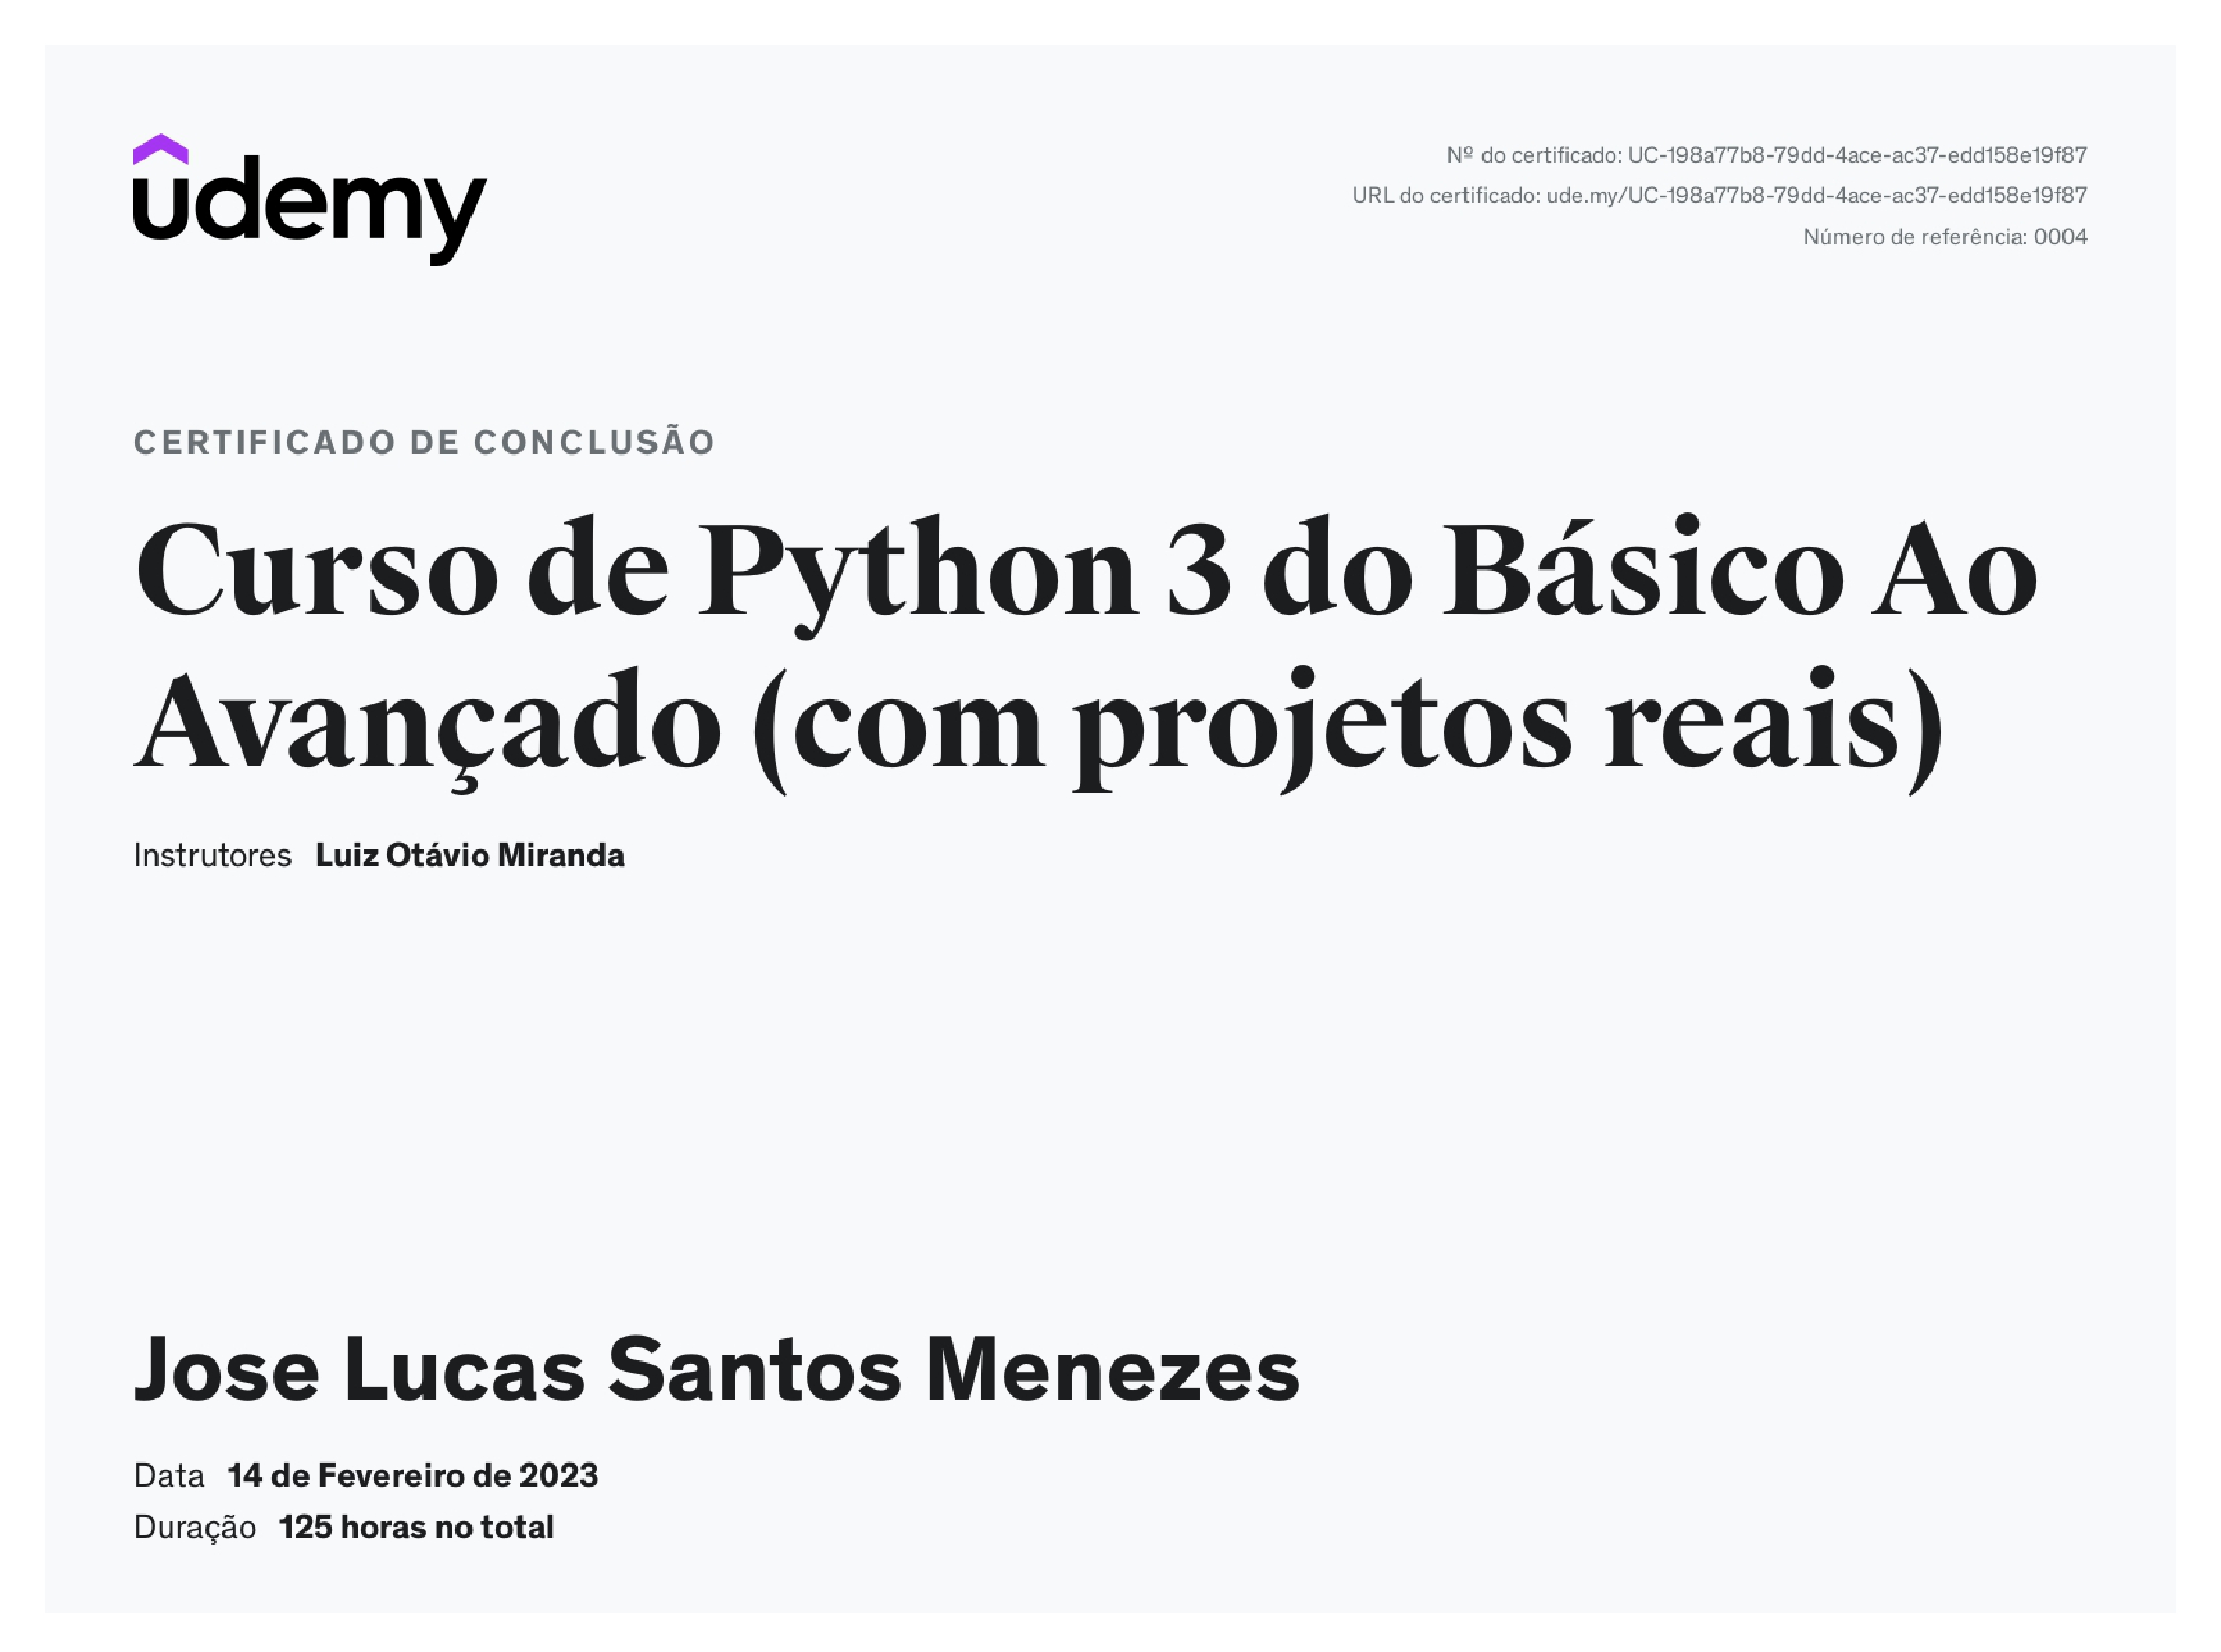 udemy
Nº do certificado: UC-198a77b8-79dd-4ace-ac37-edd158e19f87
URL do certificado: ude.my/UC-198a77b8-79dd-4ace-ac37-edd158e19f87
Número de referência: 0004
CERTIFICADO DE CONCLUSÃO
Curso de Python 3 do Básico Ao
Avançado (com projetos reais)
Instrutores Luiz Otávio Miranda
Jose Lucas Santos Menezes
Data 14 de Fevereiro de 2023
Duração 125 horas no total